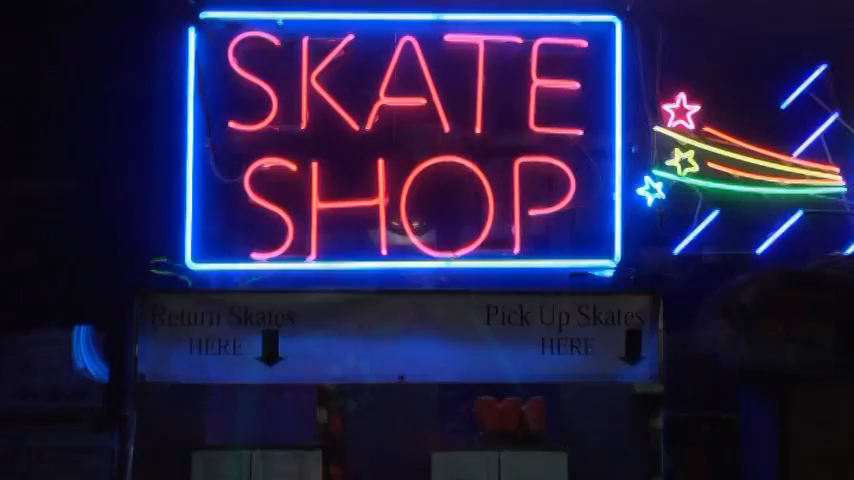 SKATE
SHOP
Return Skates
HERE
Pick Up Skates
HERE